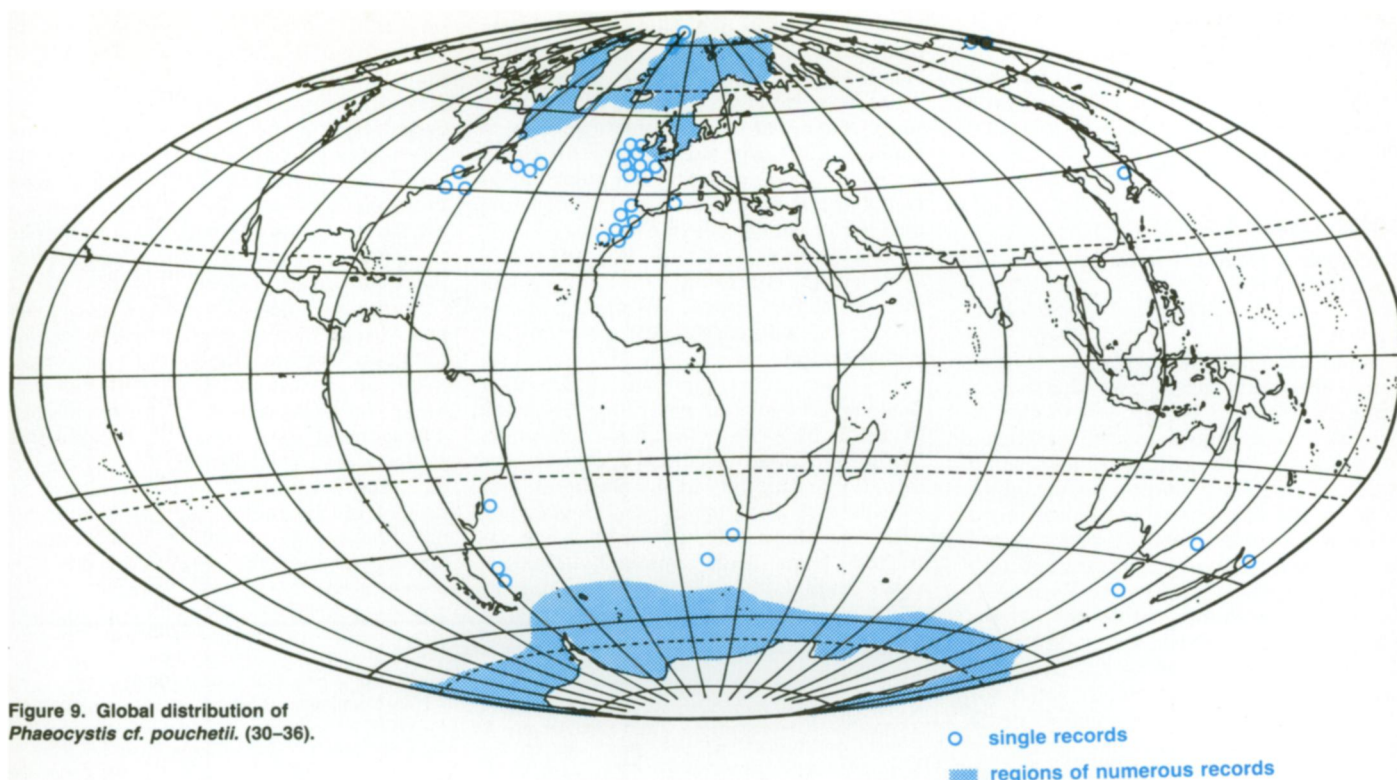 Figure 9. Global distribution of
Phaeocystis cf. pouchetii. (30–36).
single records
regions of numerous records